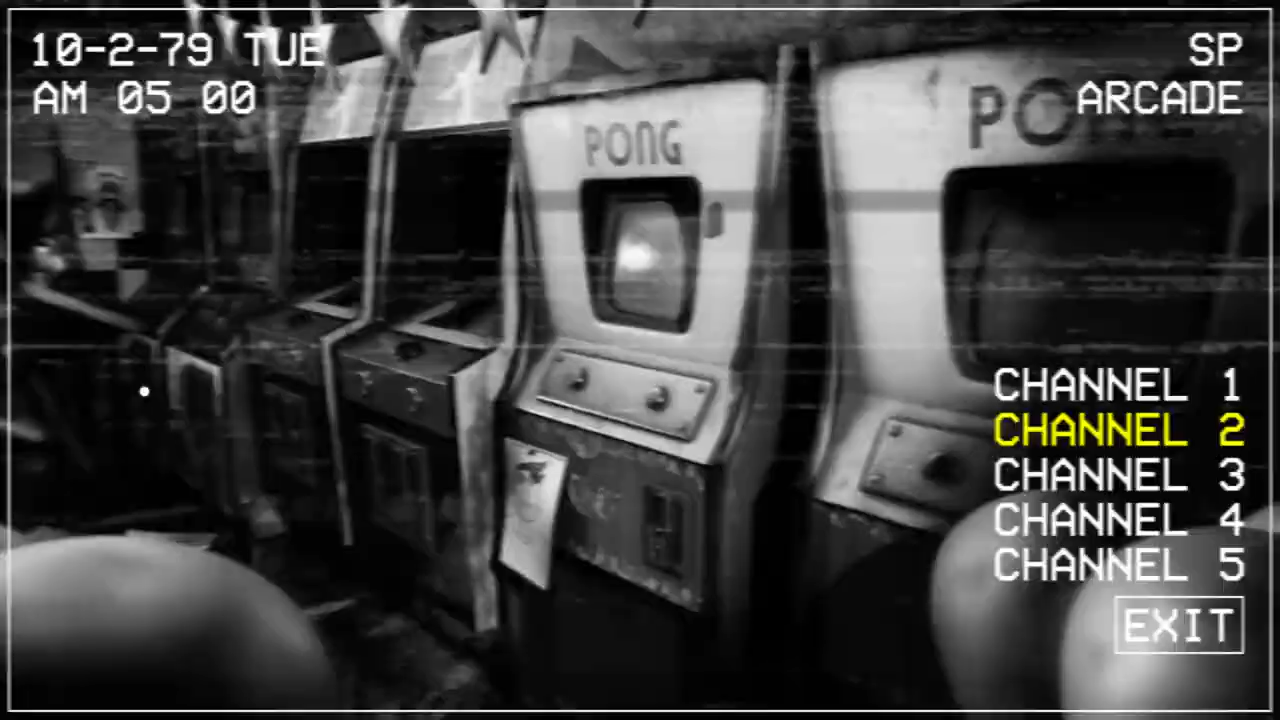 10-2-79 TUE
AM 05 00
SP
ARCADE
PONG
PO
CHANNEL 1
CHANNEL 2
CHANNEL 3
CHANNEL 4
CHANNEL 5
EXIT